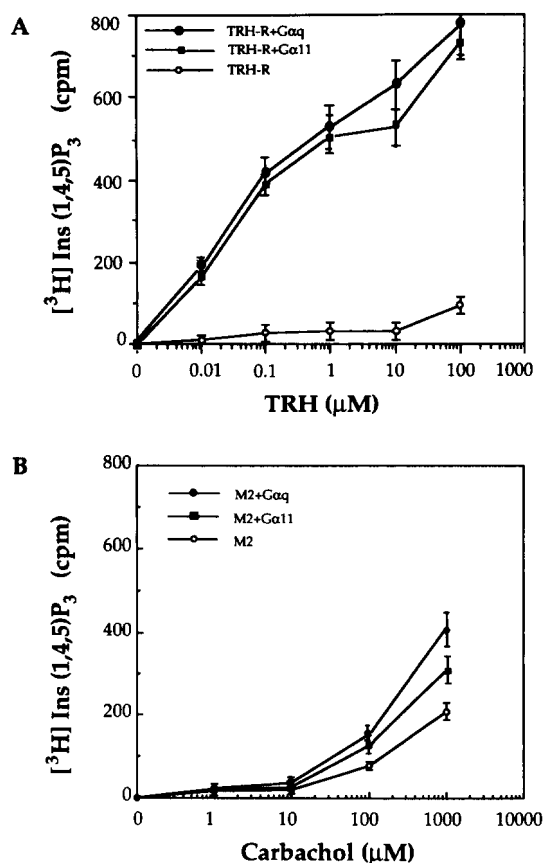 A
TRH-R+Gαq
TRH-R+Gα11
TRH-R
[³H] Ins (1,4,5)P₃ (cpm)
800
600
400
200
0
0 0.01 0.1 1 10 100 1000
TRH (μM)
B
M2+Gαq
M2+Gα11
M2
[³H] Ins (1,4,5)P₃ (cpm)
800
600
400
200
0
0 1 10 100 1000 10000
Carbachol (μM)